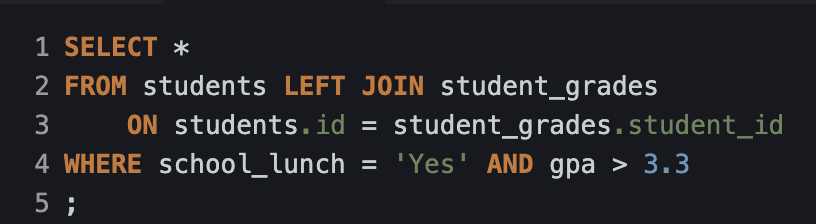 1 SELECT *
2 FROM students LEFT JOIN student_grades
3     ON students.id = student_grades.student_id
4 WHERE school_lunch = 'Yes' AND gpa > 3.3
5 ;